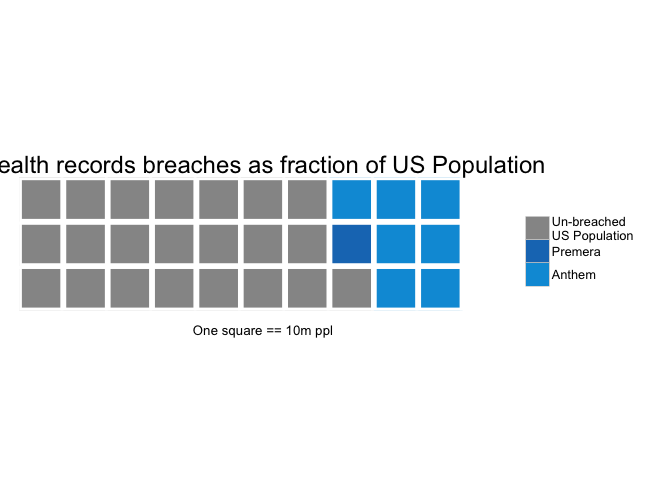 ealth records breaches as fraction of US Population
Un-breached
US Population
Premera
Anthem
One square == 10m ppl